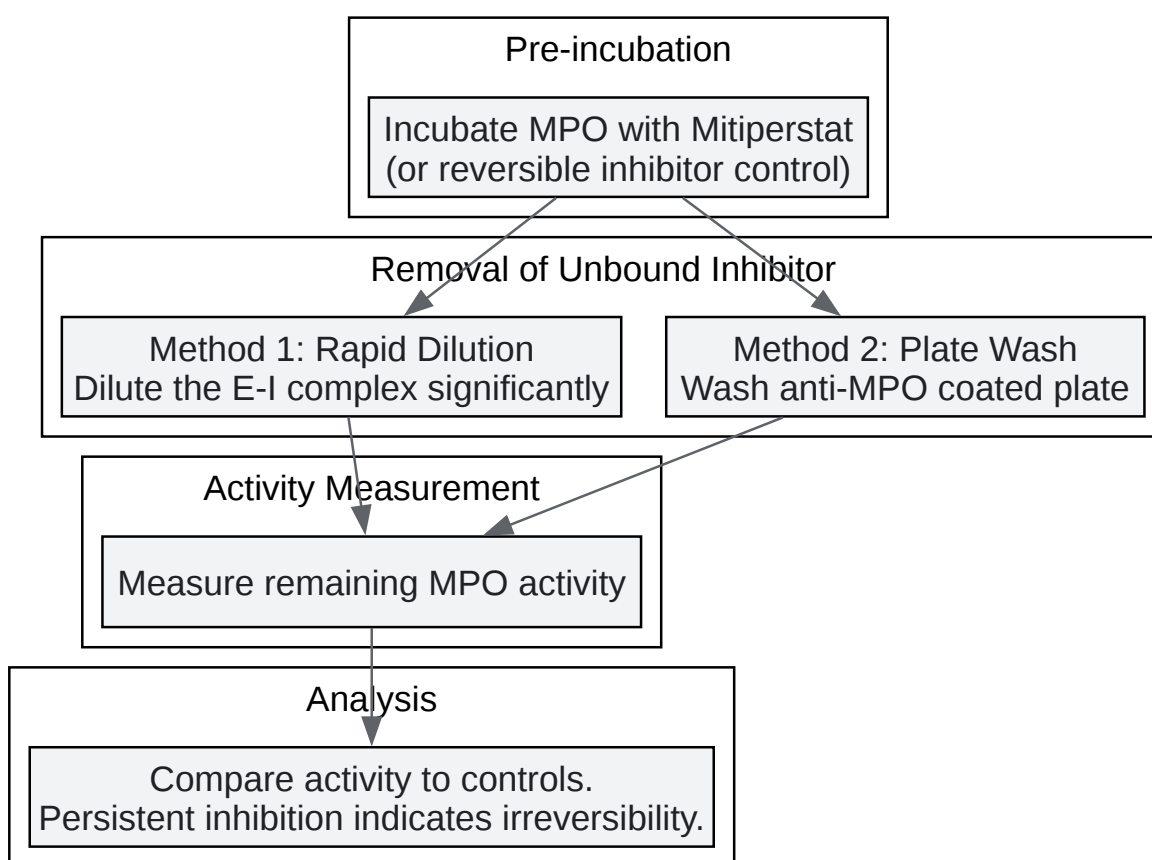 Pre-incubation
Incubate MPO with Mitiperstat
(or reversible inhibitor control)
Removal of Unbound Inhibitor
Method 1: Rapid Dilution
Dilute the E-I complex significantly
Method 2: Plate Wash
Wash anti-MPO coated plate
Activity Measurement
Measure remaining MPO activity
Analysis
Compare activity to controls.
Persistent inhibition indicates irreversibility.